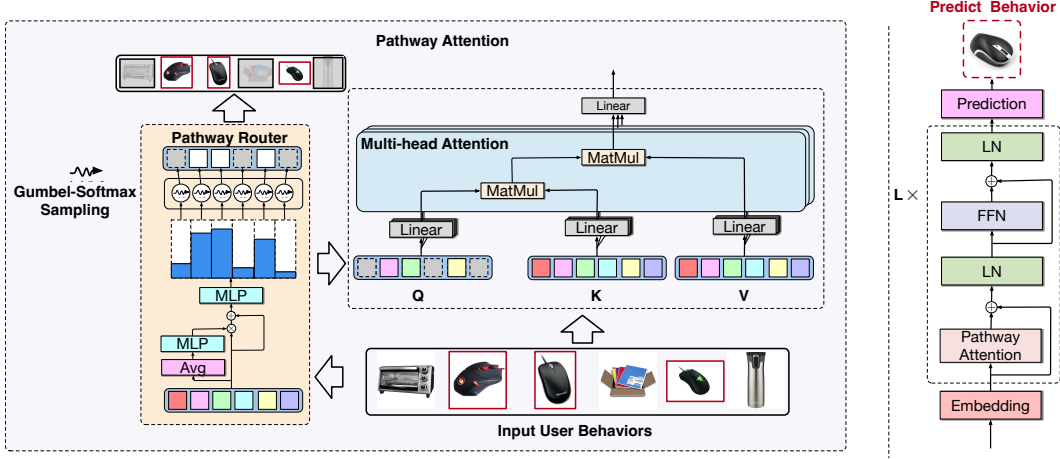 Pathway Attention
Pathway Router
Gumbel-Softmax
Sampling
MLP
MLP
Avg
Linear
Multi-head Attention
MatMul
MatMul
Linear
Linear
Linear
Q
K
V
Input User Behaviors
Predict Behavior
Prediction
LN
L ×
FFN
LN
Pathway
Attention
Embedding